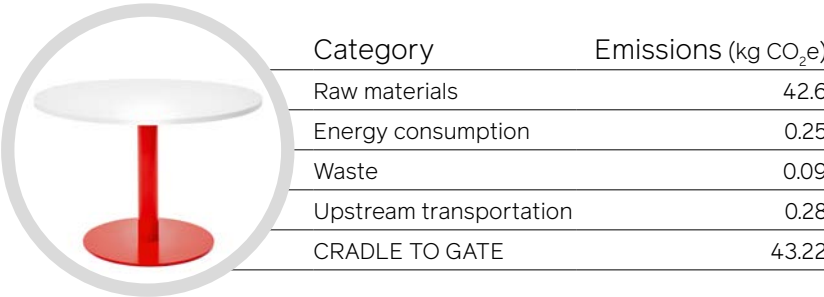 Category Emissions (kg CO₂e)
Raw materials 42.6
Energy consumption 0.25
Waste 0.09
Upstream transportation 0.28
CRADLE TO GATE 43.22